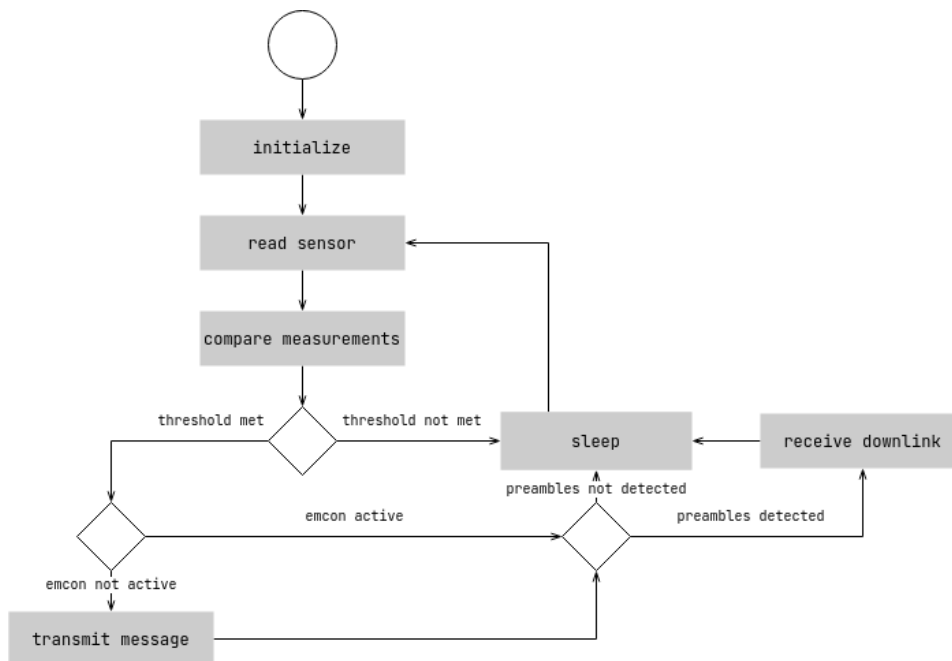 initialize
read sensor
compare measurements
threshold met
threshold not met
sleep
receive downlink
preambles not detected
emcon active
preambles detected
emcon not active
transmit message